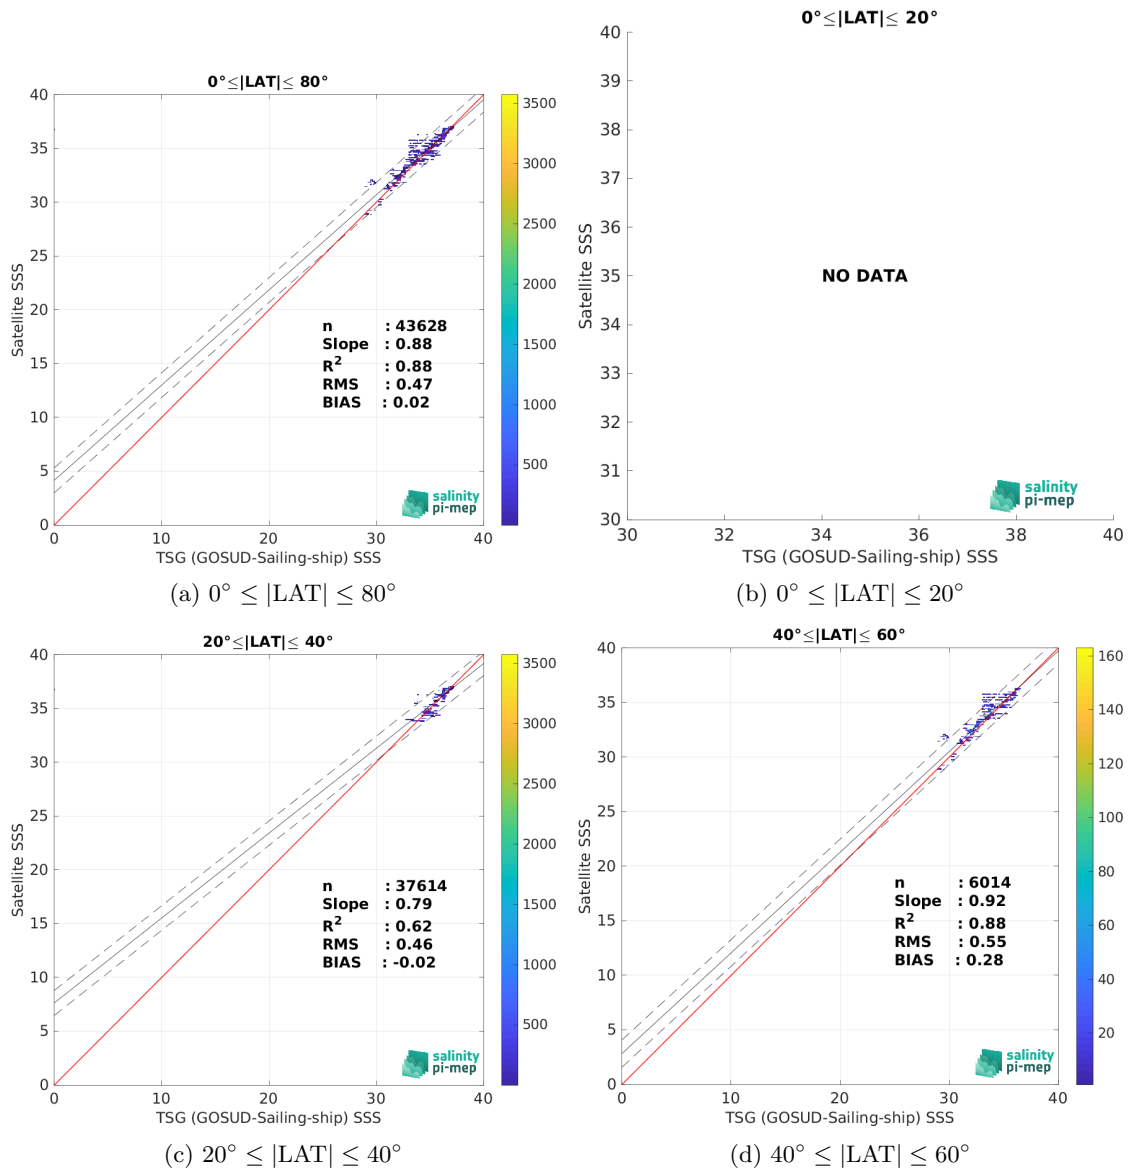 0°≤|LAT|≤ 80°
40
35
30
25
20
15
10
5
0
Satellite SSS
n : 43628
Slope : 0.88
R² : 0.88
RMS : 0.47
BIAS : 0.02
salinity
pi-mep
0 10 20 30 40
TSG (GOSUD-Sailing-ship) SSS
3500
3000
2500
2000
1500
1000
500
(a) 0° ≤ |LAT| ≤ 80°
0°≤|LAT|≤ 20°
40
39
38
37
36
35
34
33
32
31
30
Satellite SSS
NO DATA
salinity
pi-mep
30 32 34 36 38 40
TSG (GOSUD-Sailing-ship) SSS
(b) 0° ≤ |LAT| ≤ 20°
20°≤|LAT|≤ 40°
40
35
30
25
20
15
10
5
0
Satellite SSS
n : 37614
Slope : 0.79
R² : 0.62
RMS : 0.46
BIAS : -0.02
salinity
pi-mep
0 10 20 30 40
TSG (GOSUD-Sailing-ship) SSS
3500
3000
2500
2000
1500
1000
500
(c) 20° ≤ |LAT| ≤ 40°
40°≤|LAT|≤ 60°
40
35
30
25
20
15
10
5
0
Satellite SSS
n : 6014
Slope : 0.92
R² : 0.88
RMS : 0.55
BIAS : 0.28
salinity
pi-mep
0 10 20 30 40
TSG (GOSUD-Sailing-ship) SSS
160
140
120
100
80
60
40
20
(d) 40° ≤ |LAT| ≤ 60°